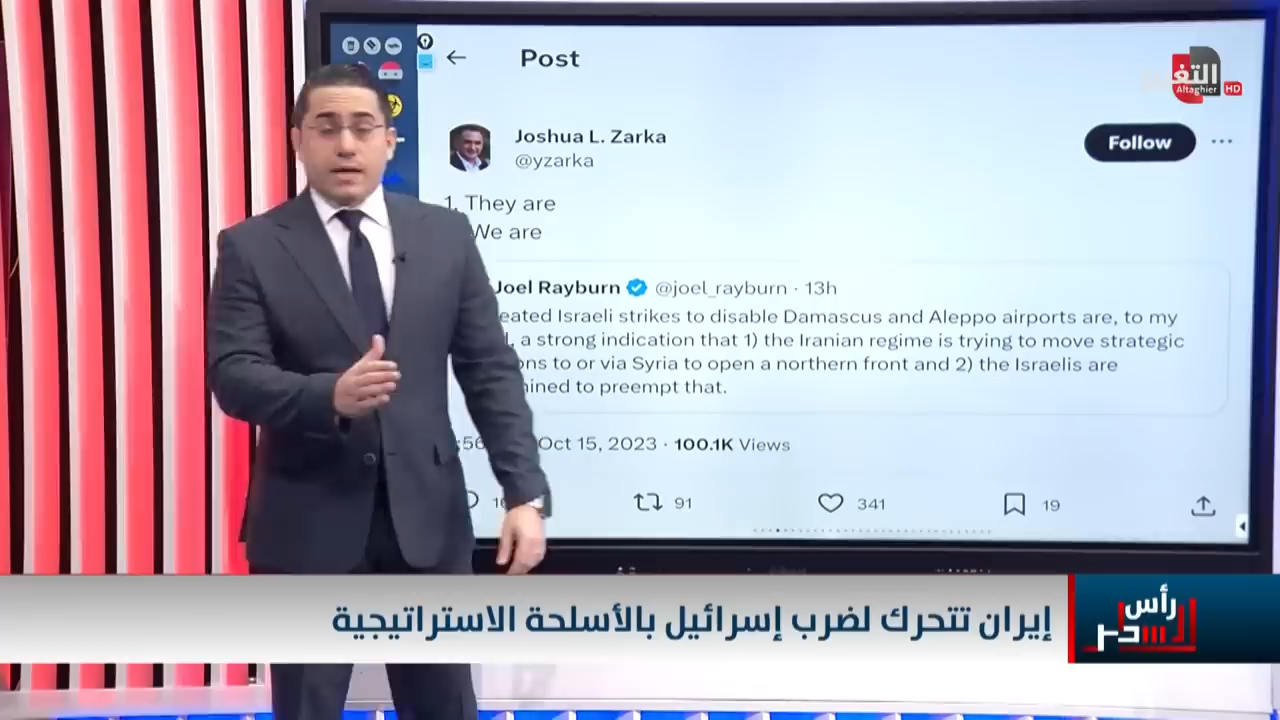 Post
التغيير
Altaghier HD
Joshua L. Zarka
@yzarka
Follow
1. They are
We are
Joel Rayburn @joel_rayburn · 13h
Israeli strikes to disable Damascus and Aleppo airports are, to my
a strong indication that 1) the Iranian regime is trying to move strategic
to or via Syria to open a northern front and 2) the Israelis are
to preempt that.
Oct 15, 2023 · 100.1K Views
91
341
19
إيران تتحرك لضرب إسرائيل بالأسلحة الاستراتيجية
رأس
السطر